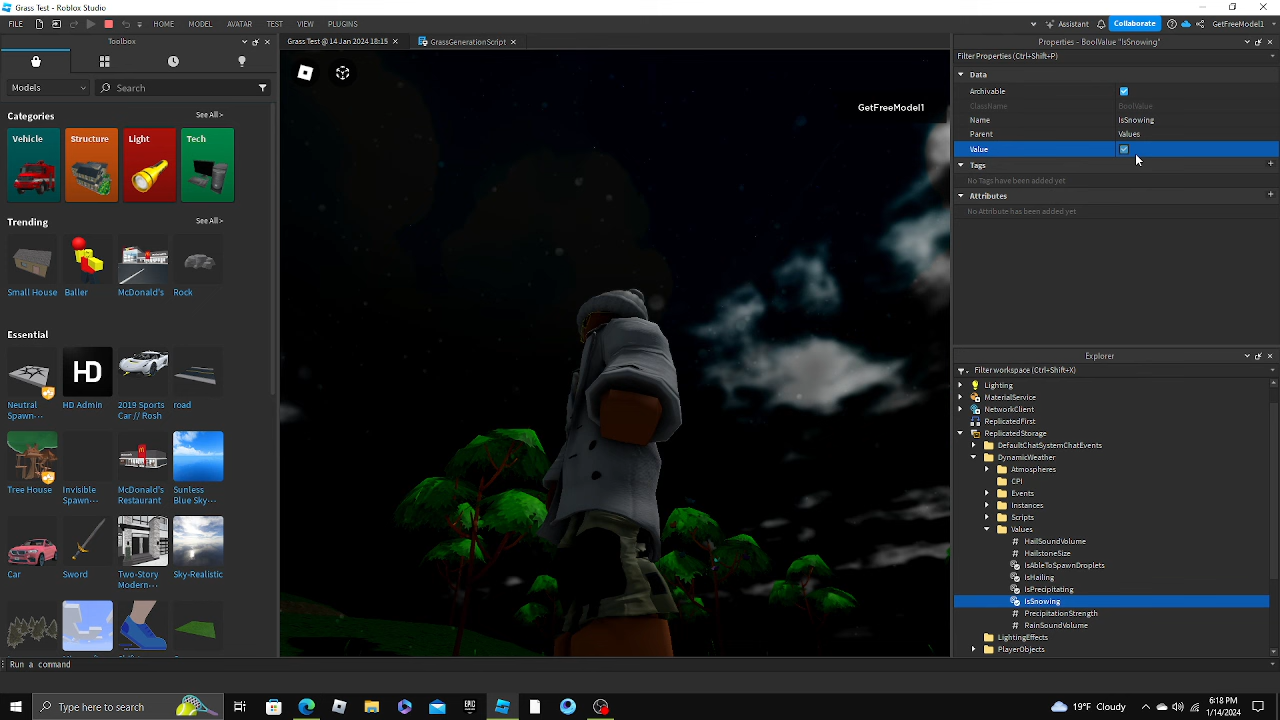 Grass Test - Roblox Studio
FILE HOME MODEL AVATAR TEST VIEW PLUGINS Assistant Collaborate GetFreeModel1
Toolbox
Models Search
Categories See All>
Vehicle Structure Light Tech
Trending See All>
Small House Baller McDonald's Rock
Essential
HD
Neutral Spawn··· HD Admin 2019 Sports Car // Rosh road
Tree House Invisible Spawn··· McDonald's Restaurant Sunless Blue Sky···
Car Sword Two-Story Modern··· Sky-Realistic
Grass Test @ 14 Jan 2024 18:15 GrassGenerationScript
GetFreeModel1
Properties - BoolValue "IsSnowing"
Filter Properties (Ctrl+Shift+P)
Data
Archivable
ClassName BoolValue
Name IsSnowing
Parent Values
Value
Tags
No Tags have been added yet
Attributes
No Attribute has been added yet
Explorer
Filter workspace (Ctrl+Shift+X)
Lighting
MaterialService
NetworkClient
ReplicatedFirst
ReplicatedStorage
DefaultChatSystemChatEvents
DynamicWeather
Atmospheres
CPI
Events
Instances
Scripts
Values
HailSoundVolume
HailstoneSize
IsAbleToSpawnDroplets
IsHailing
IsPrecipitating
IsSnowing
PrecipitationStrength
RainSoundVolume
LightingEffects
PlayerObjects
Run a command
Type here to search
EPIC
19°F Cloudy
6:18 PM
1/14/2024